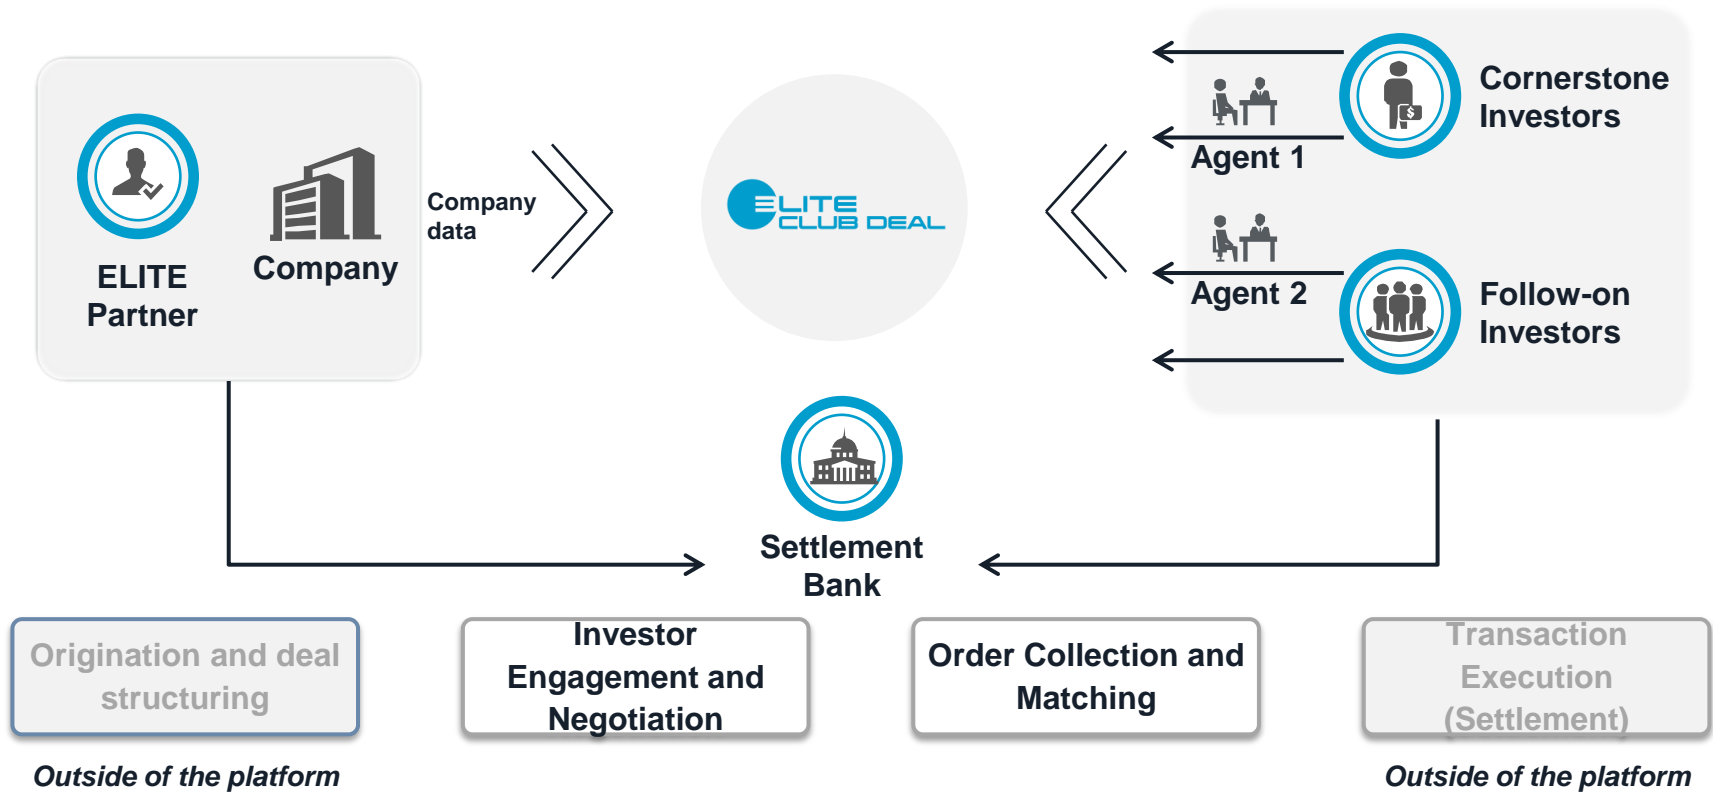 ELITE
Partner
Company
Company
data
ELITE
CLUB DEAL
Agent 1
Agent 2
Cornerstone
Investors
Follow-on
Investors
$
Settlement
Bank
Origination and deal
structuring
Investor
Engagement and
Negotiation
Order Collection and
Matching
Transaction
Execution
(Settlement)
Outside of the platform
Outside of the platform